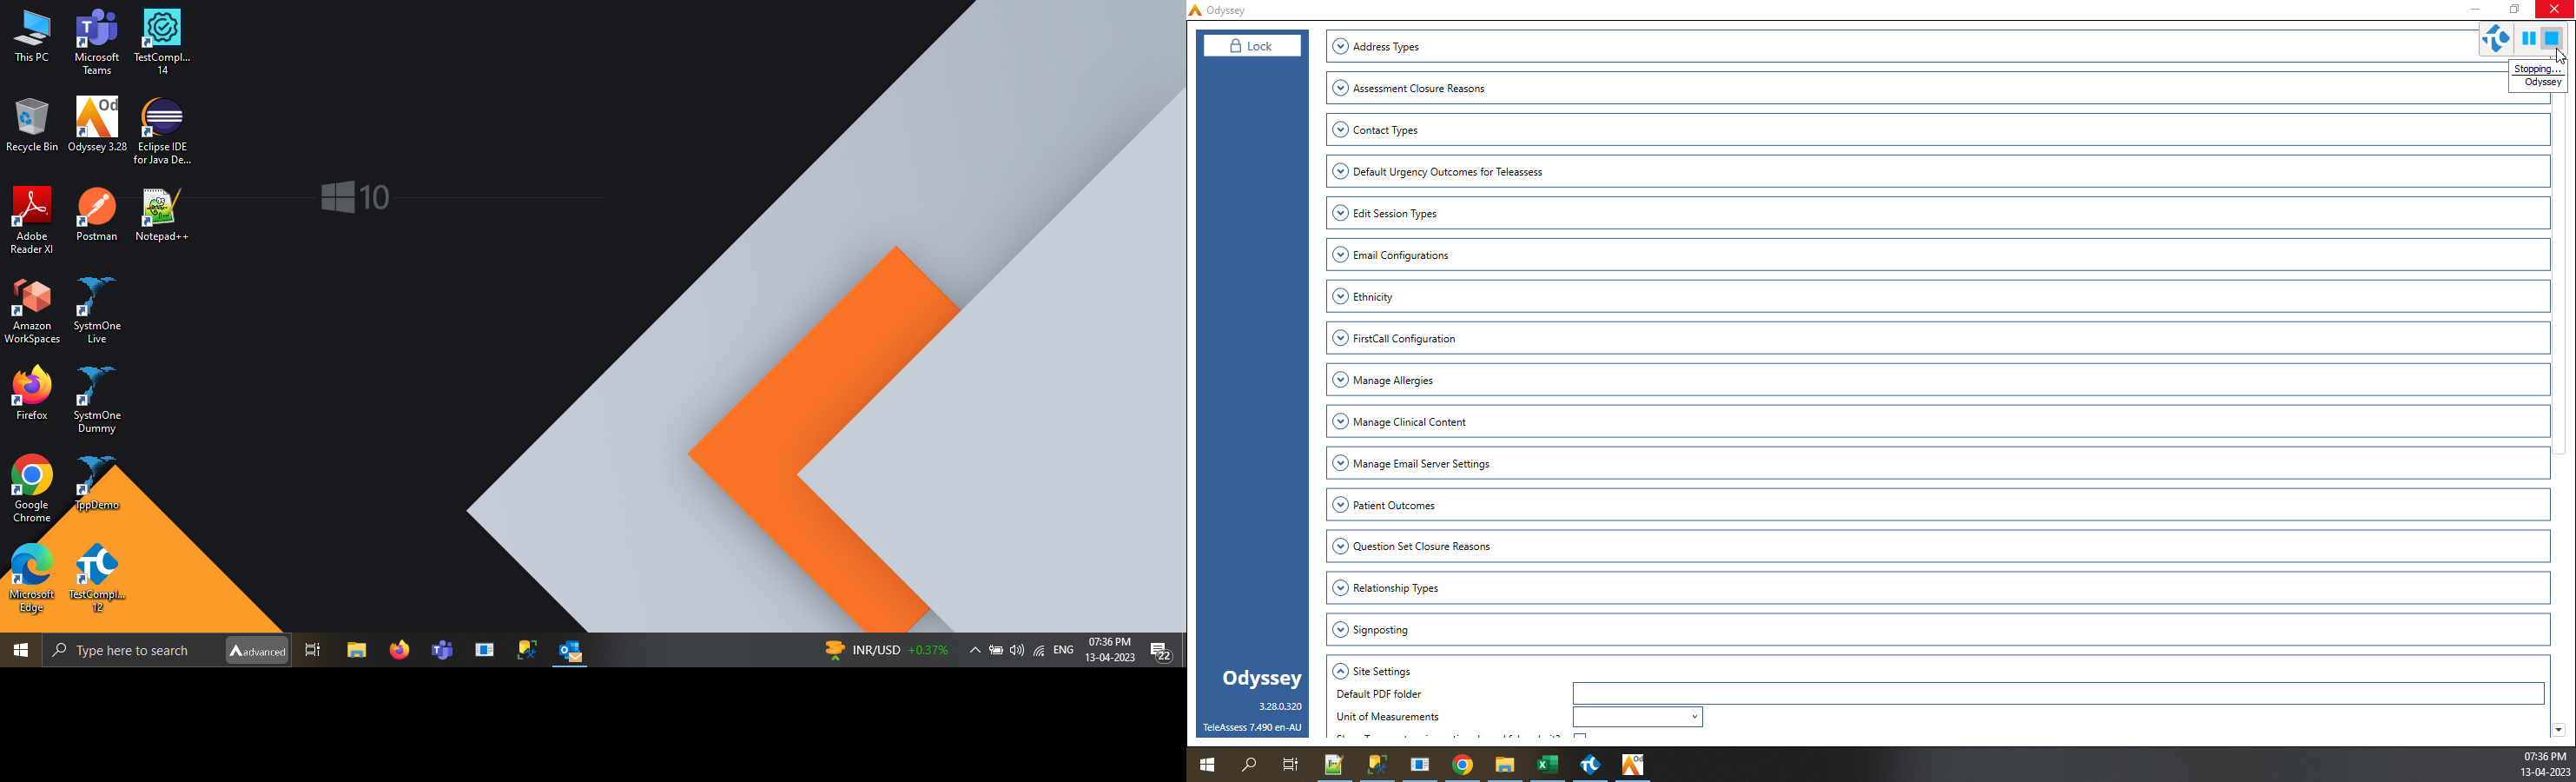 This PC
Microsoft
Teams
TestCompl...
14
Recycle Bin
Odyssey 3.28
Eclipse IDE
for Java De...
Od
Adobe
Reader XI
Postman
Notepad++
10
Amazon
WorkSpaces
SystmOne
Live
Firefox
SystmOne
Dummy
Google
Chrome
TppDemo
Microsoft
Edge
TestCompl...
12
Type here to search
advanced
INR/USD +0.37%
ENG
07:36 PM
13-04-2023
22
Odyssey
Lock
Address Types
Stopping...
Odyssey
Assessment Closure Reasons
Contact Types
Default Urgency Outcomes for Teleassess
Edit Session Types
Email Configurations
Ethnicity
FirstCall Configuration
Manage Allergies
Manage Clinical Content
Manage Email Server Settings
Patient Outcomes
Question Set Closure Reasons
Relationship Types
Signposting
Site Settings
Default PDF folder
Unit of Measurements
Odyssey
3.28.0.320
TeleAssess 7.490 en-AU
07:36 PM
13-04-2023